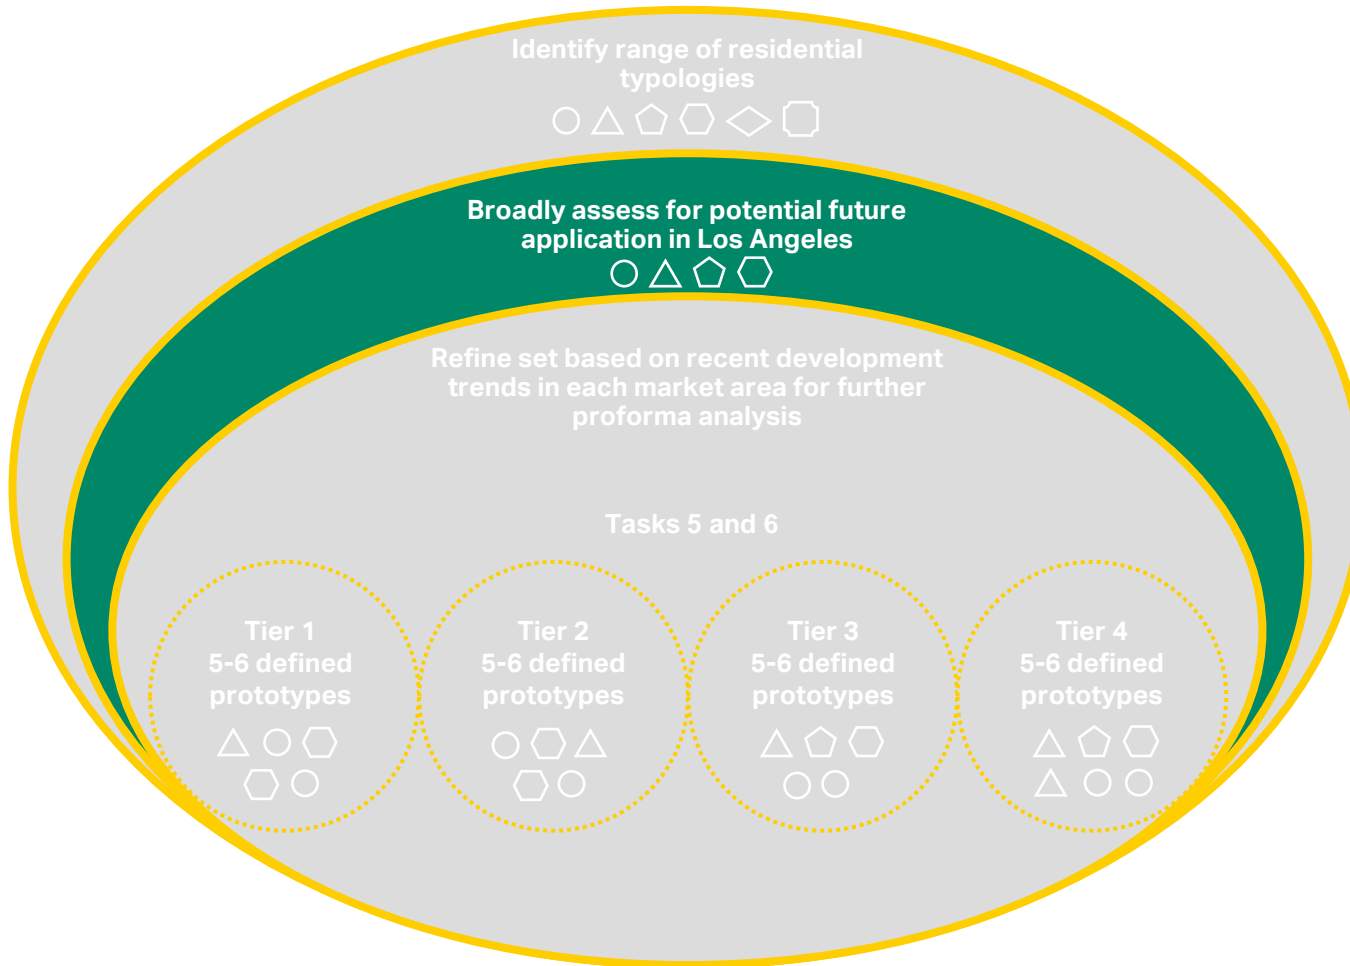 Identify range of residential
typologies
Broadly assess for potential future
application in Los Angeles
Refine set based on recent development
trends in each market area for further
proforma analysis
Tasks 5 and 6
Tier 1
5-6 defined
prototypes
Tier 2
5-6 defined
prototypes
Tier 3
5-6 defined
prototypes
Tier 4
5-6 defined
prototypes